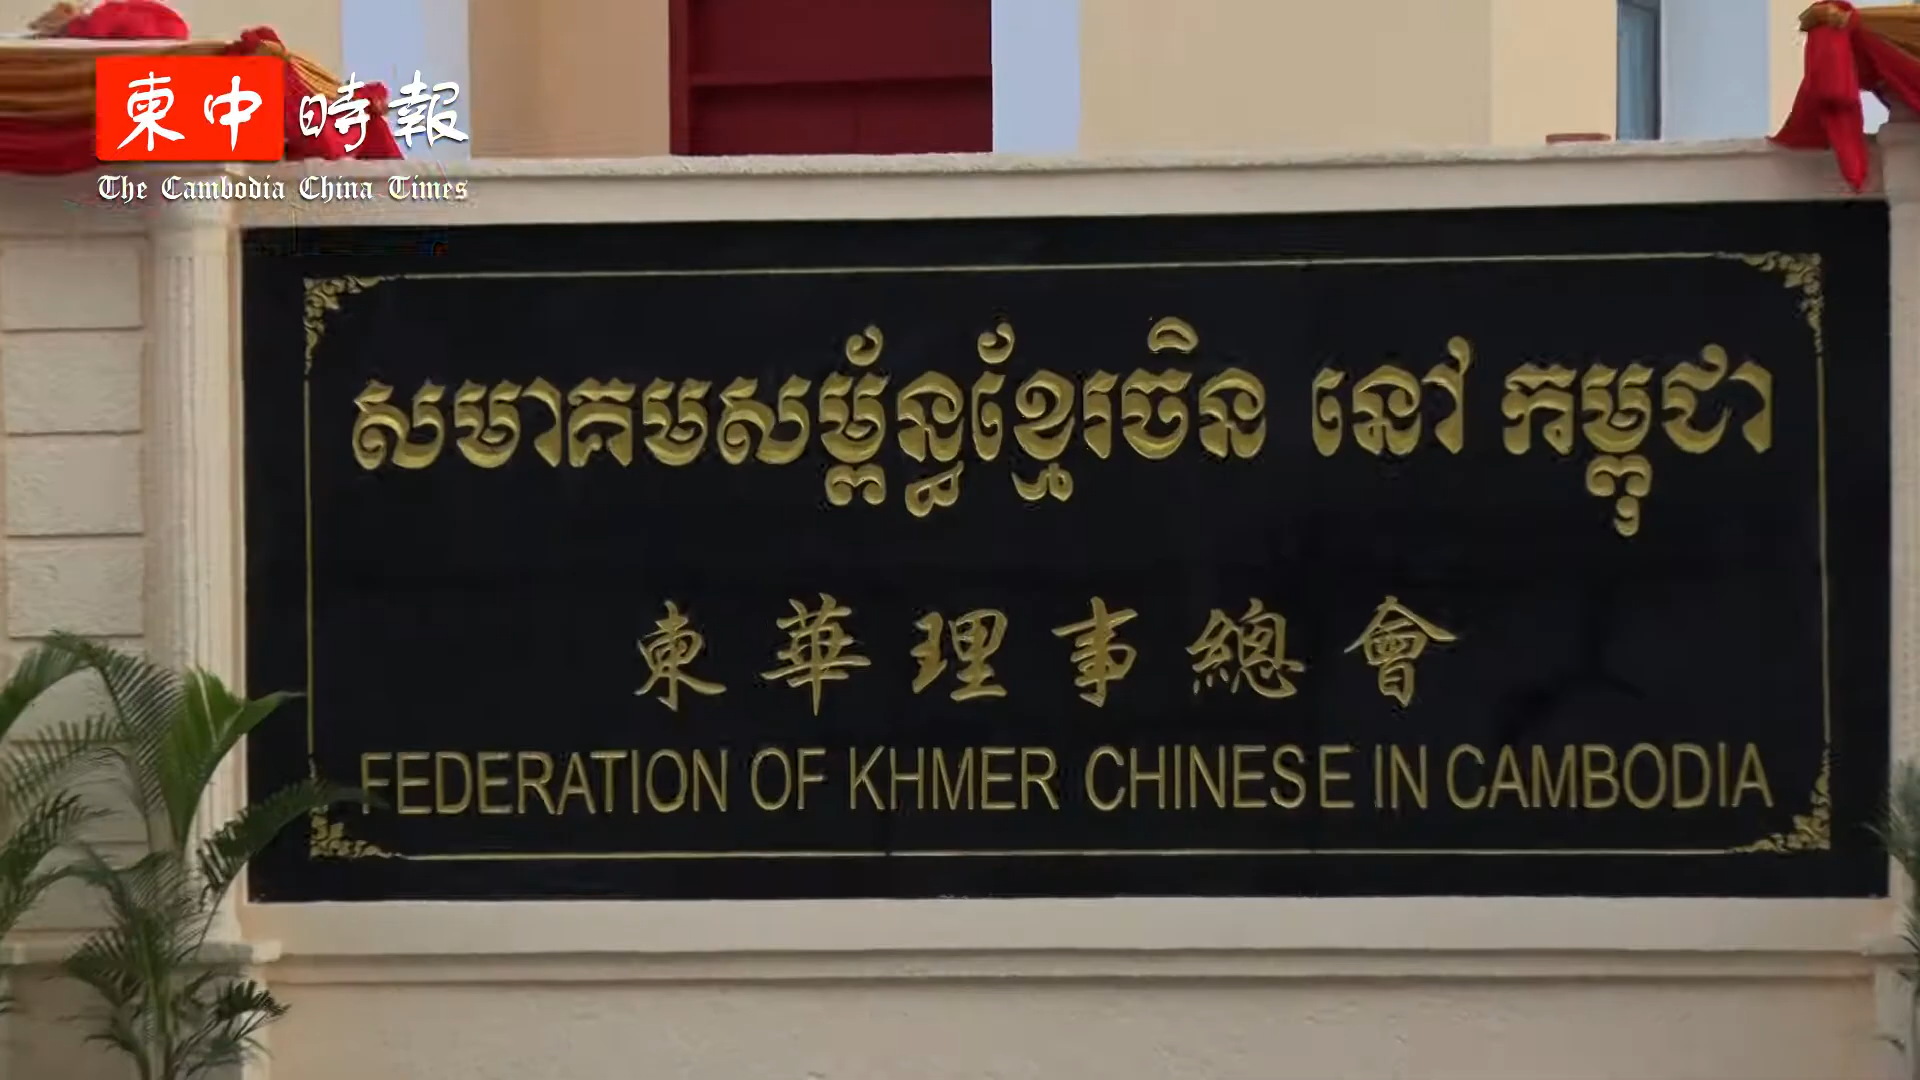 柬中時報
The Cambodia China Times
សមាគមសម្ព័ន្ធខ្មែរចិន នៅ កម្ពុជា
柬華理事總會
FEDERATION OF KHMER CHINESE IN CAMBODIA